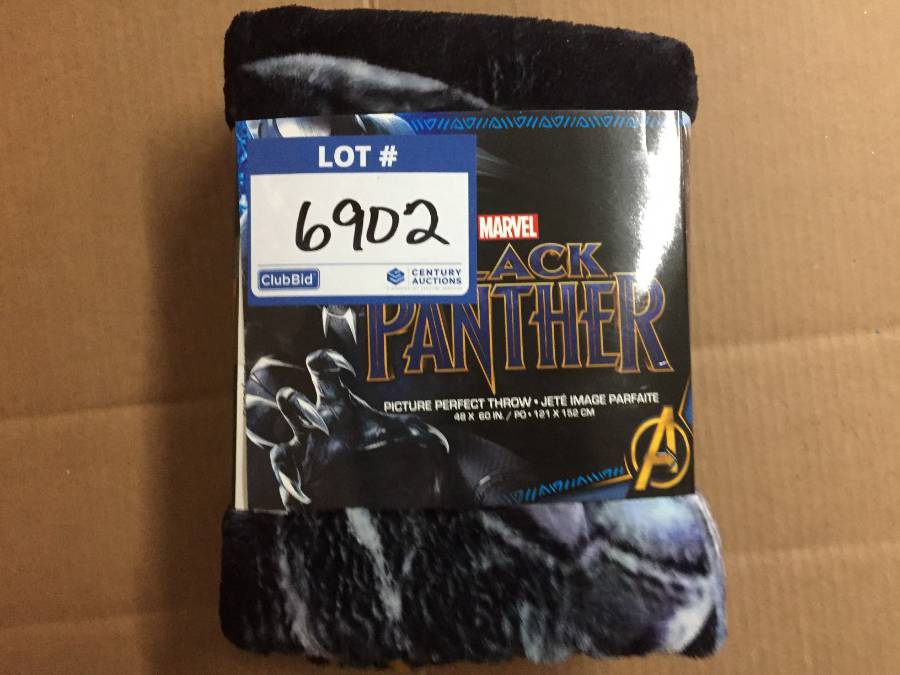 LOT #
6902
ClubBid
CENTURY
AUCTIONS
MARVEL
LACK
PANTHER
PICTURE PERFECT THROW • JETÉ IMAGE PARFAITE
48 X 60 IN. / PO • 121 X 152 CM
A